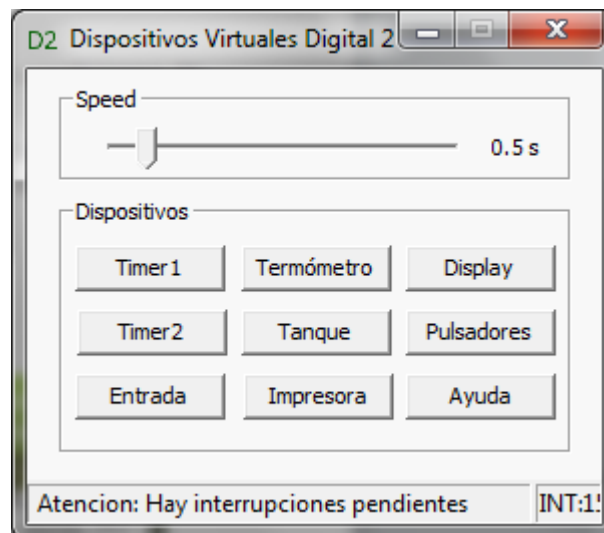 D2 Dispositivos Virtuales Digital 2
Speed
0.5 s
Dispositivos
Timer1 Termómetro Display
Timer2 Tanque Pulsadores
Entrada Impresora Ayuda
Atencion: Hay interrupciones pendientes